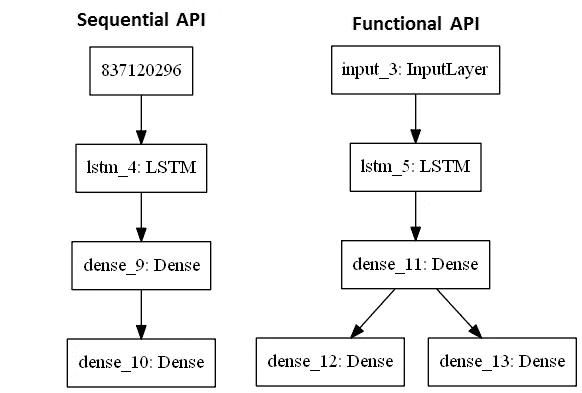 Sequential API
837120296
lstm_4: LSTM
dense_9: Dense
dense_10: Dense
Functional API
input_3: InputLayer
lstm_5: LSTM
dense_11: Dense
dense_12: Dense
dense_13: Dense